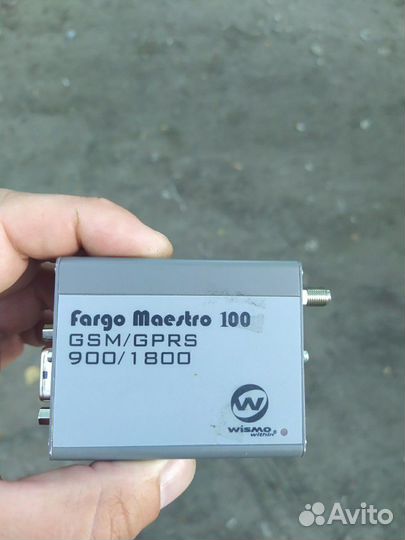 Fargo Maestro 100
GSM/GPRS
900/1800
W
WISMO
within
Avito